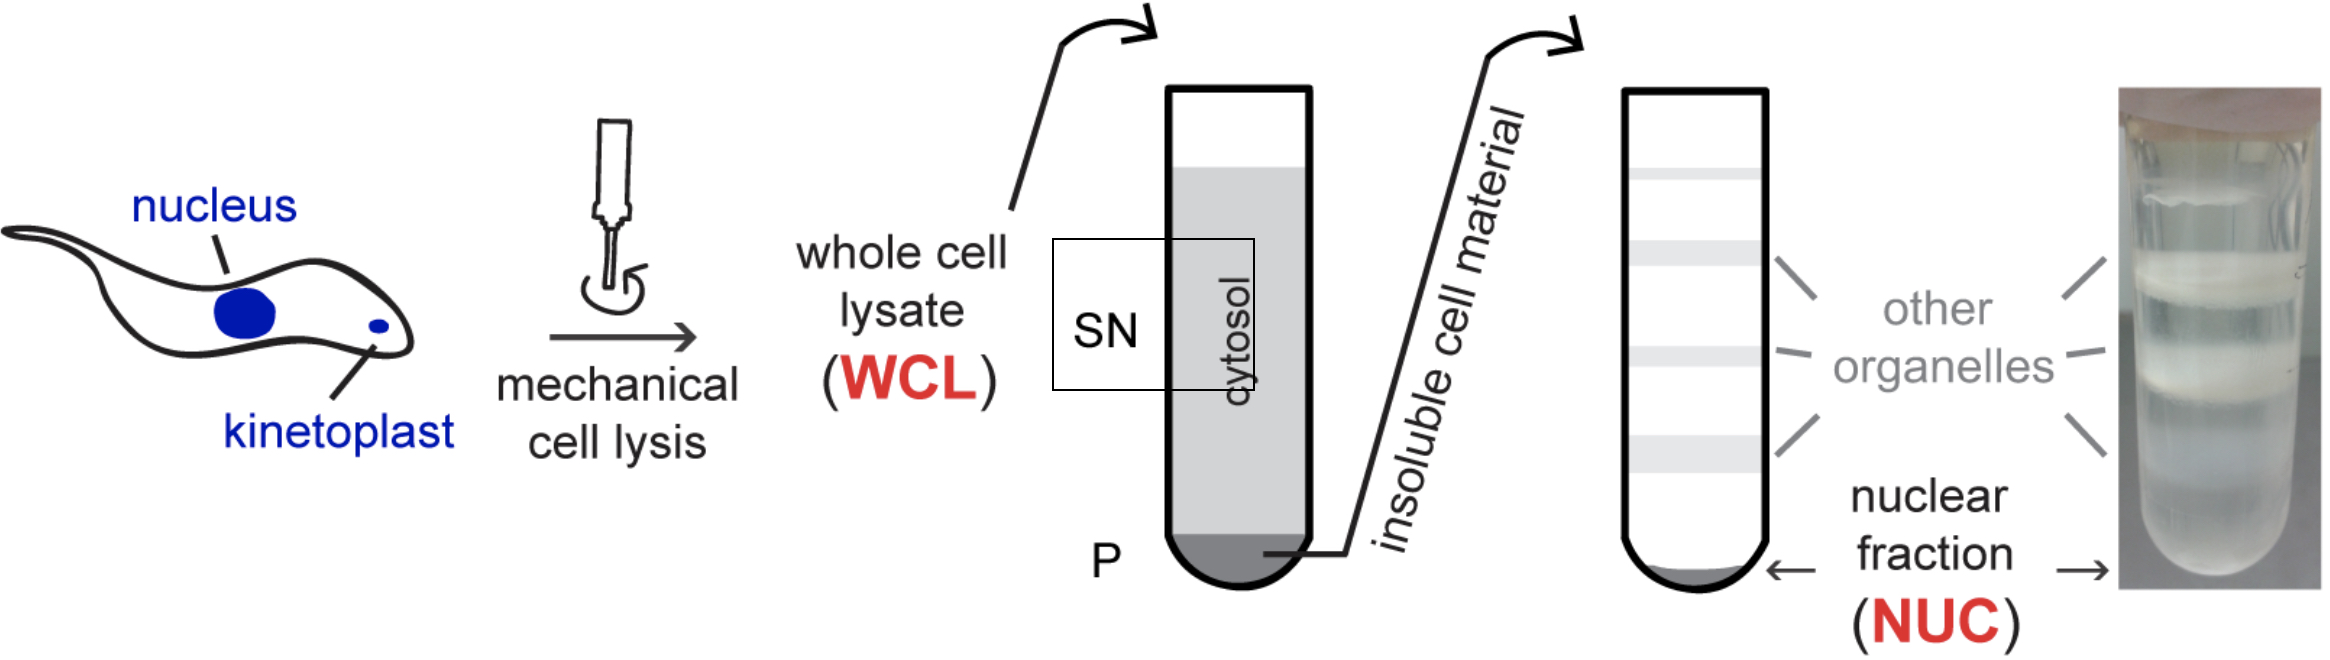 nucleus
kinetoplast
mechanical
cell lysis
whole cell
lysate
(WCL)
SN
P
cytosol
insoluble cell material
other
organelles
nuclear
fraction
(NUC)